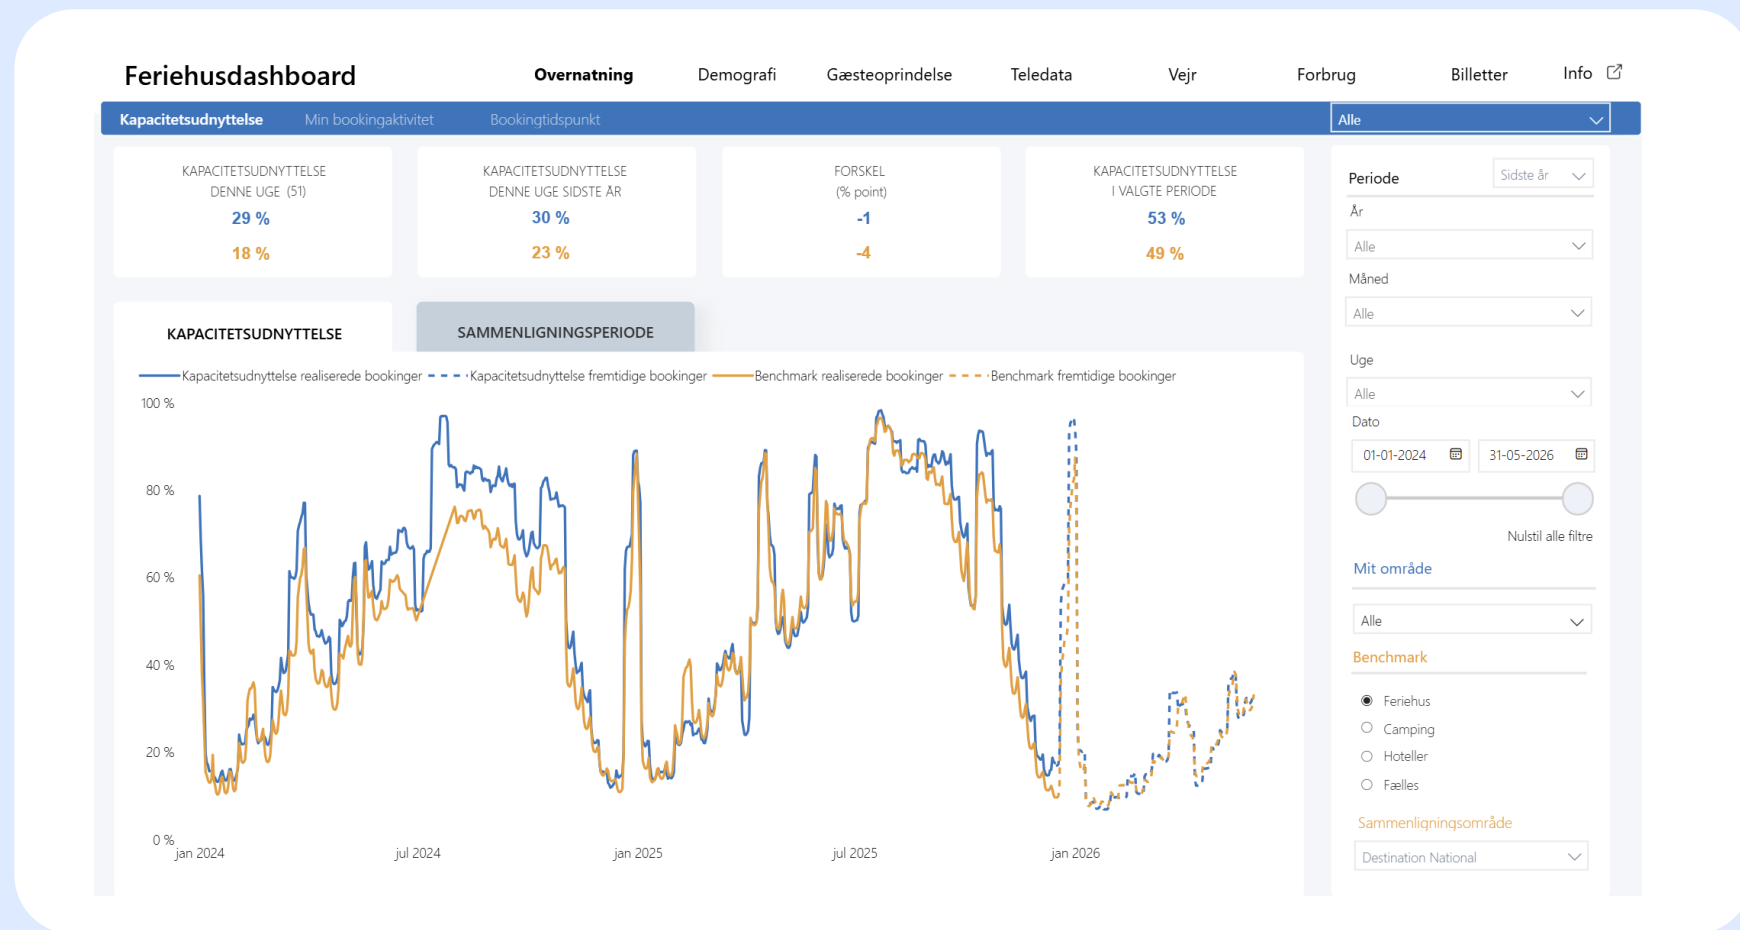 Feriehusdashboard
Overnatning Demografi Gæsteoprindelse Teledata Vejr Forbrug Billetter Info
Kapacitetsudnyttelse Min bookingaktivitet Bookingtidspunkt Alle
KAPACITETSUDNYTTELSE
DENNE UGE (51)
29 %
18 %
KAPACITETSUDNYTTELSE
DENNE UGE SIDSTE ÅR
30 %
23 %
FORSKEL
(% point)
-1
-4
KAPACITETSUDNYTTELSE
I VALGTE PERIODE
53 %
49 %
KAPACITETSUDNYTTELSE
SAMMENLIGNINGSPERIODE
Kapacitetsudnyttelse realiserede bookinger Kapacitetsudnyttelse fremtidige bookinger Benchmark realiserede bookinger Benchmark fremtidige bookinger
100 %
80 %
60 %
40 %
20 %
0 %
jan 2024 jul 2024 jan 2025 jul 2025 jan 2026
Periode Sidste år
År
Alle
Måned
Alle
Uge
Alle
Dato
01-01-2024 31-05-2026
Nulstil alle filtre
Mit område
Alle
Benchmark
Feriehus
Camping
Hoteller
Fælles
Sammenligningsområde
Destination National